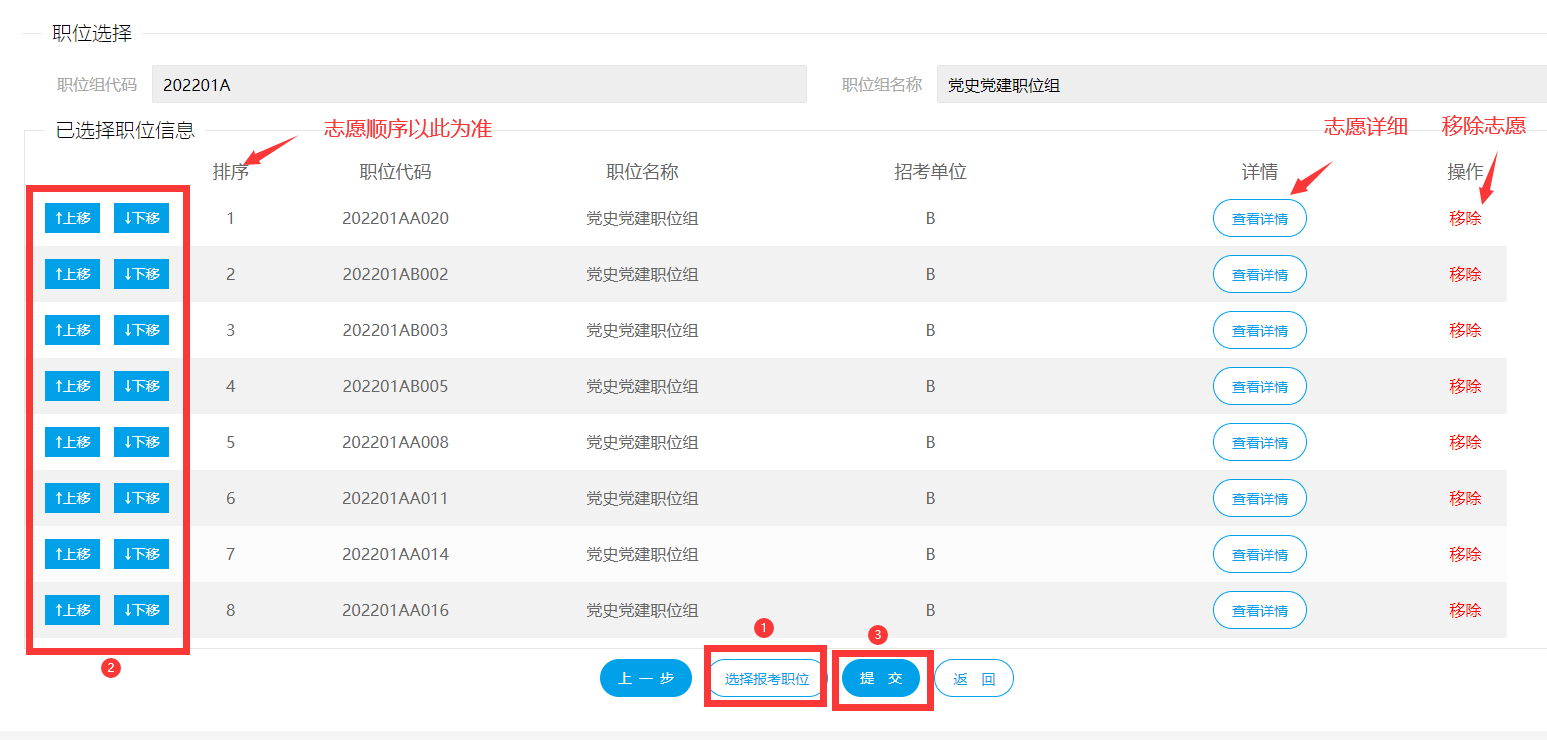 职位选择
职位组代码 202201A 职位组名称 党史党建职位组
已选择职位信息 志愿顺序以此为准 志愿详细 移除志愿
排序 职位代码 职位名称 招考单位 详情 操作
↑上移 ↓下移 1 202201AA020 党史党建职位组 B 查看详情 移除
↑上移 ↓下移 2 202201AB002 党史党建职位组 B 查看详情 移除
↑上移 ↓下移 3 202201AB003 党史党建职位组 B 查看详情 移除
↑上移 ↓下移 4 202201AB005 党史党建职位组 B 查看详情 移除
↑上移 ↓下移 5 202201AA008 党史党建职位组 B 查看详情 移除
↑上移 ↓下移 6 202201AA011 党史党建职位组 B 查看详情 移除
↑上移 ↓下移 7 202201AA014 党史党建职位组 B 查看详情 移除
↑上移 ↓下移 8 202201AA016 党史党建职位组 B 查看详情 移除
1 3
2
上一步 选择报考职位 提 交 返 回